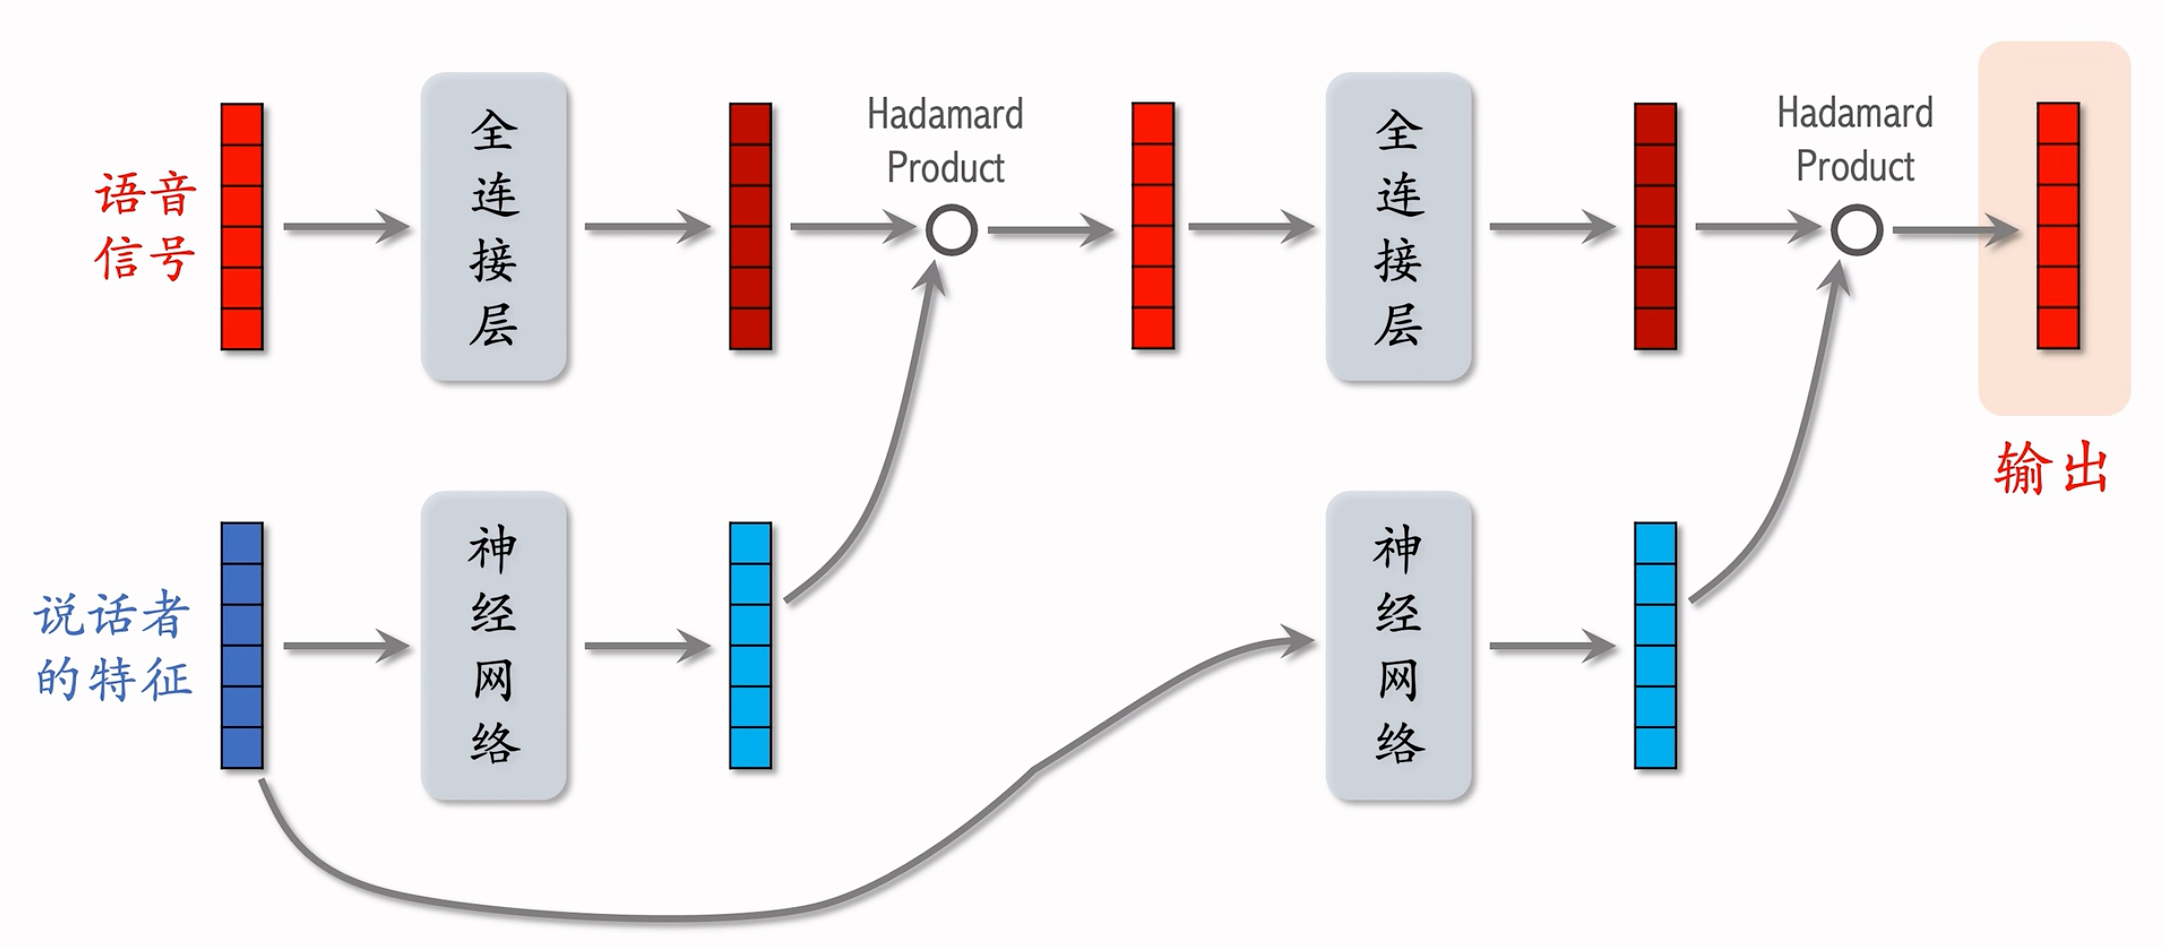 语音
信号
全
连
接
层
Hadamard
Product
全
连
接
层
Hadamard
Product
输出
说话者
的特征
神
经
网
络
神
经
网
络